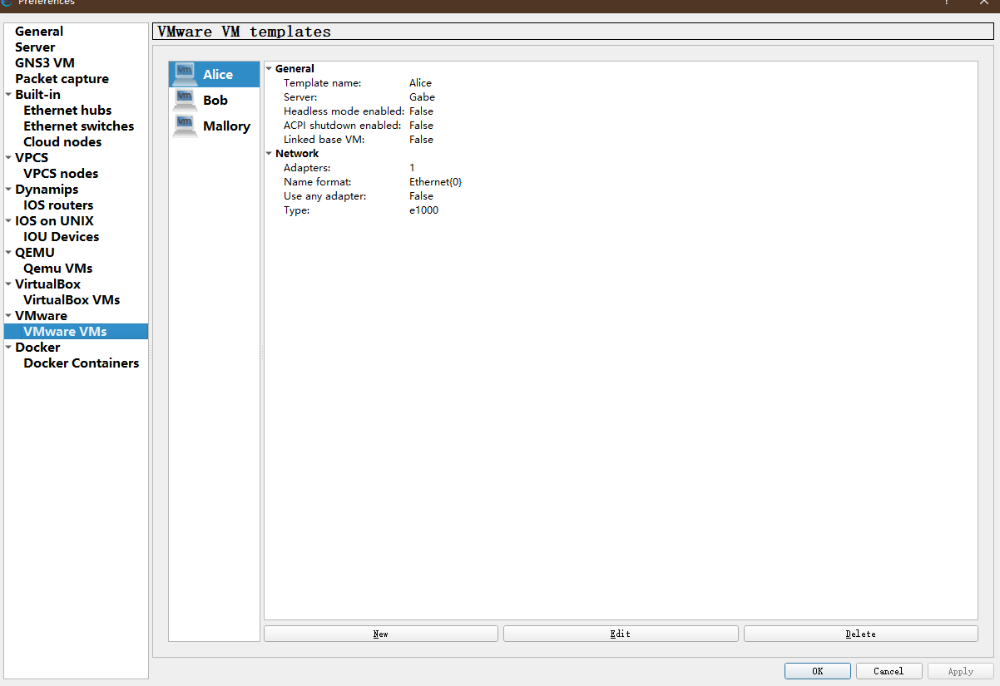 Preferences
General
Server
GNS3 VM
Packet capture
Built-in
Ethernet hubs
Ethernet switches
Cloud nodes
VPCS
VPCS nodes
Dynamips
IOS routers
IOS on UNIX
IOU Devices
QEMU
Qemu VMs
VirtualBox
VirtualBox VMs
VMware
VMware VMs
Docker
Docker Containers
VMware VM templates
vm Alice
vm Bob
vm Mallory
General
Template name: Alice
Server: Gabe
Headless mode enabled: False
ACPI shutdown enabled: False
Linked base VM: False
Network
Adapters: 1
Name format: Ethernet{0}
Use any adapter: False
Type: e1000
New Edit Delete
OK Cancel Apply